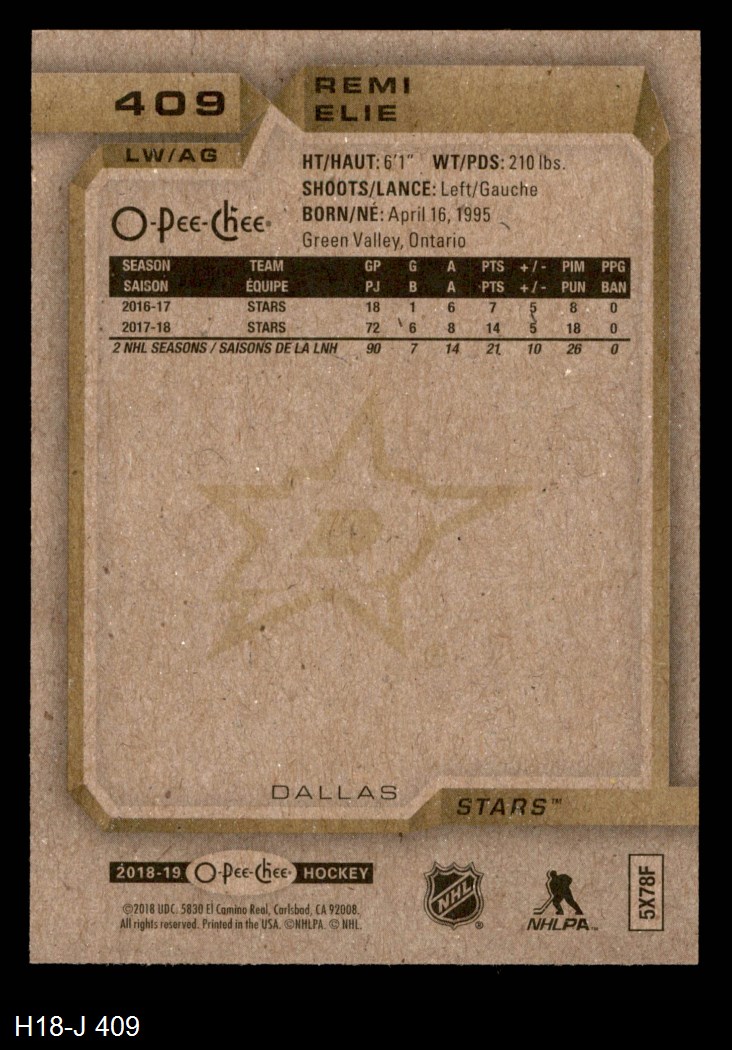 409
REMI
ELIE
LW/AG
HT/HAUT: 6'1" WT/PDS: 210 lbs.
SHOOTS/LANCE: Left/Gauche
BORN/NÉ: April 16, 1995
Green Valley, Ontario
O-Pee-Chee®
SEASON TEAM GP G A PTS +/- PIM PPG
SAISON ÉQUIPE PJ B A PTS +/- PUN BAN
2016-17 STARS 18 1 6 7 5 8 0
2017-18 STARS 72 6 8 14 5 18 0
2 NHL SEASONS / SAISONS DE LA LNH 90 7 14 21 10 26 0
DALLAS
STARS™
2018-19 O-Pee-Chee® HOCKEY
©2018 UDC. 5830 El Camino Real, Carlsbad, CA 92008.
All rights reserved. Printed in the USA. ©NHLPA. © NHL.
NHL®
NHLPA™
5X78F
H18-J 409